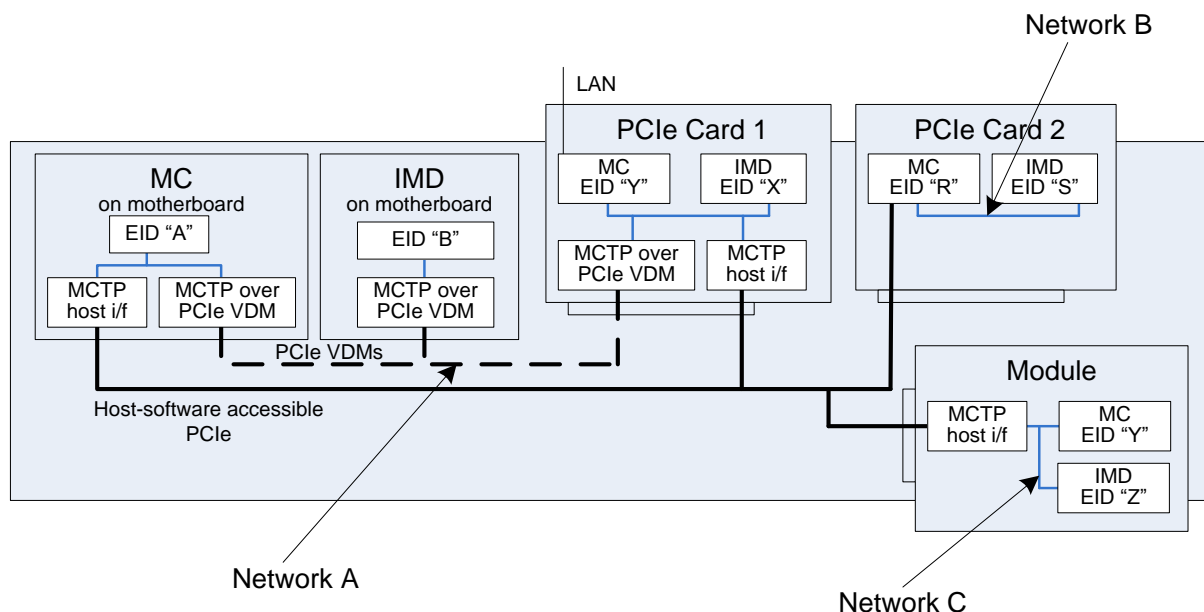 Network B
LAN
PCIe Card 1
PCIe Card 2
MC
on motherboard
EID “A”
MCTP
host i/f
MCTP over
PCIe VDM
IMD
on motherboard
EID “B”
MCTP over
PCIe VDM
MC
EID “Y”
IMD
EID “X”
MCTP over
PCIe VDM
MCTP
host i/f
MC
EID “R”
IMD
EID “S”
PCIe VDMs
Host-software accessible
PCIe
Module
MCTP
host i/f
MC
EID “Y”
IMD
EID “Z”
Network A
Network C